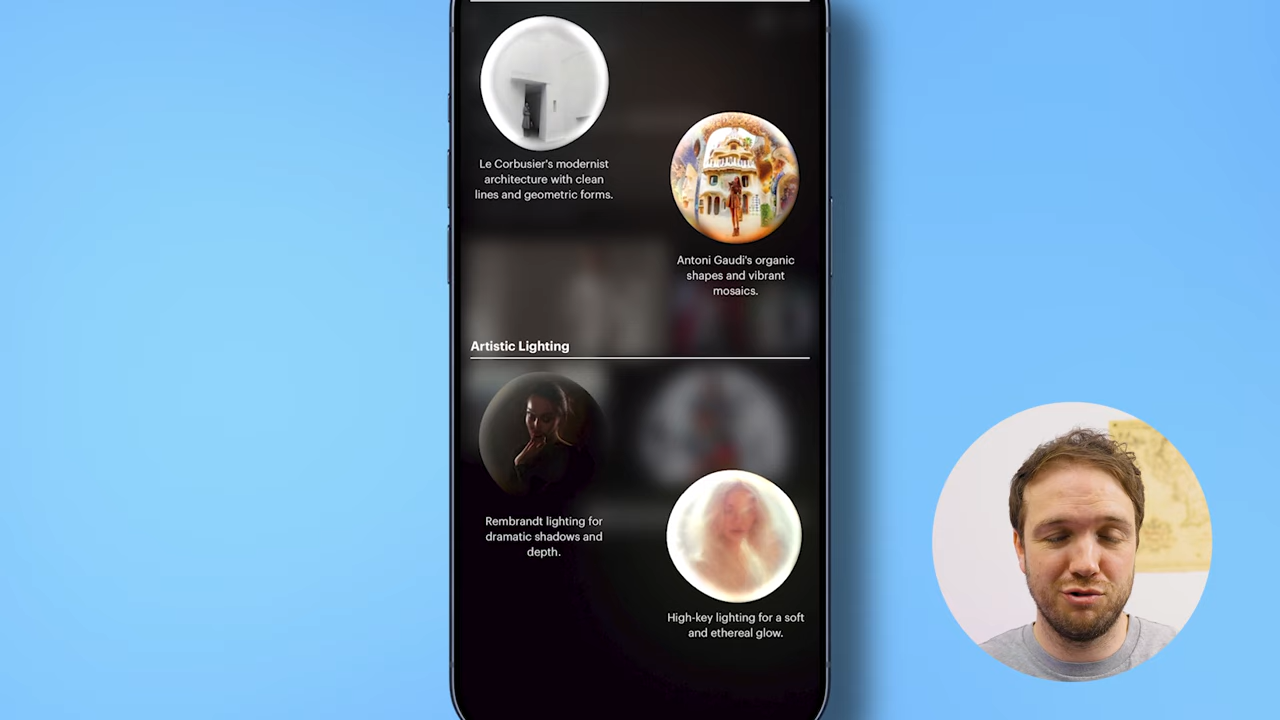 Le Corbusier's modernist
architecture with clean
lines and geometric forms.
Antoni Gaudi's organic
shapes and vibrant
mosaics.
Artistic Lighting
Rembrandt lighting for
dramatic shadows and
depth.
High-key lighting for a soft
and ethereal glow.